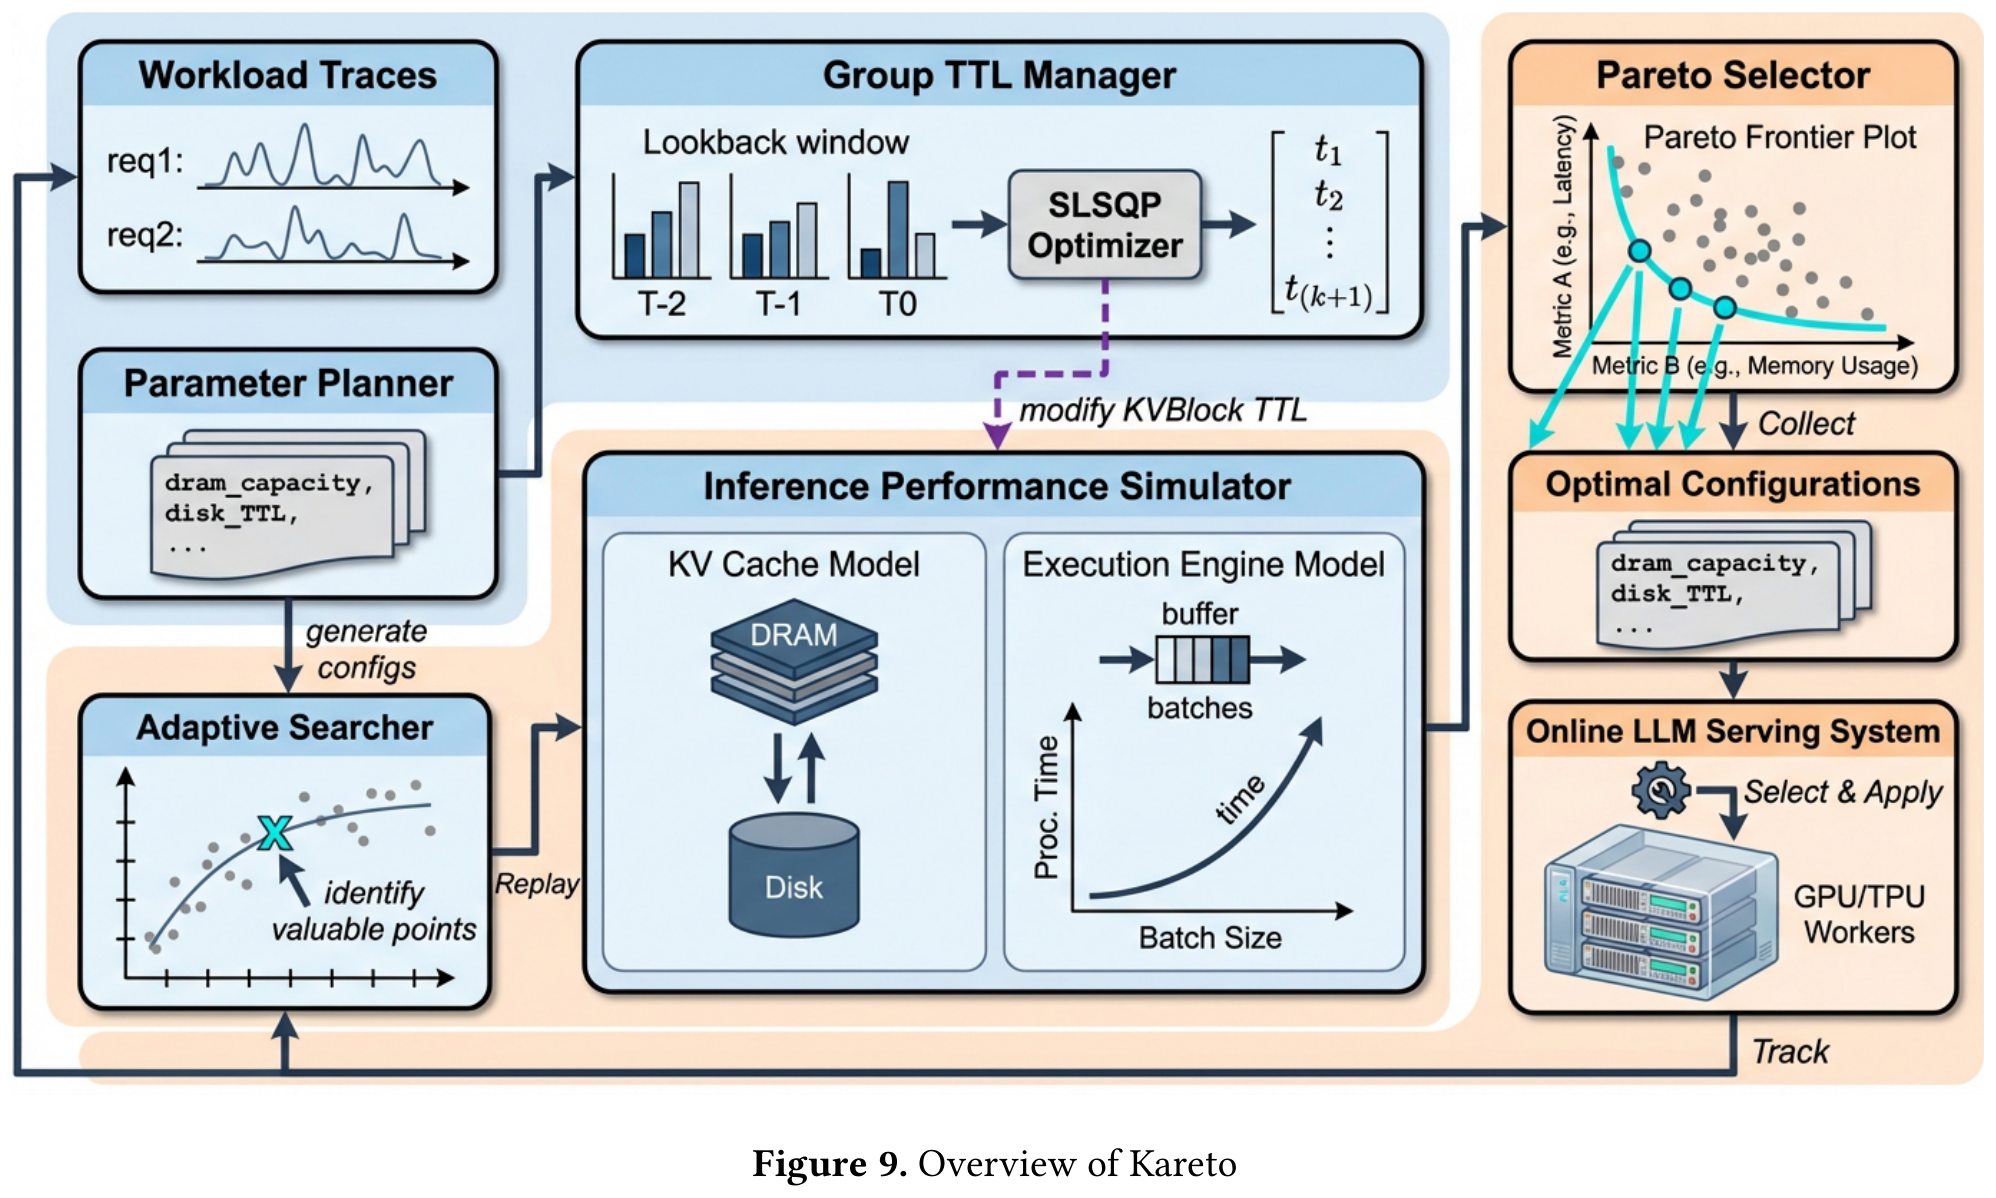 Workload Traces
req1:
req2:
Group TTL Manager
Lookback window
T-2
T-1
T0
SLSQP
Optimizer
t1
t2
⋮
t(k+1)
Pareto Selector
Pareto Frontier Plot
Metric A (e.g., Latency)
Metric B (e.g., Memory Usage)
Parameter Planner
dram_capacity,
disk_TTL,
...
modify KVBlock TTL
Collect
generate
configs
Adaptive Searcher
X
identify
valuable points
Replay
Inference Performance Simulator
KV Cache Model
DRAM
Disk
Execution Engine Model
buffer
batches
Proc. Time
time
Batch Size
Optimal Configurations
dram_capacity,
disk_TTL,
...
Online LLM Serving System
Select & Apply
GPU/TPU
Workers
Track
Figure 9. Overview of Kareto